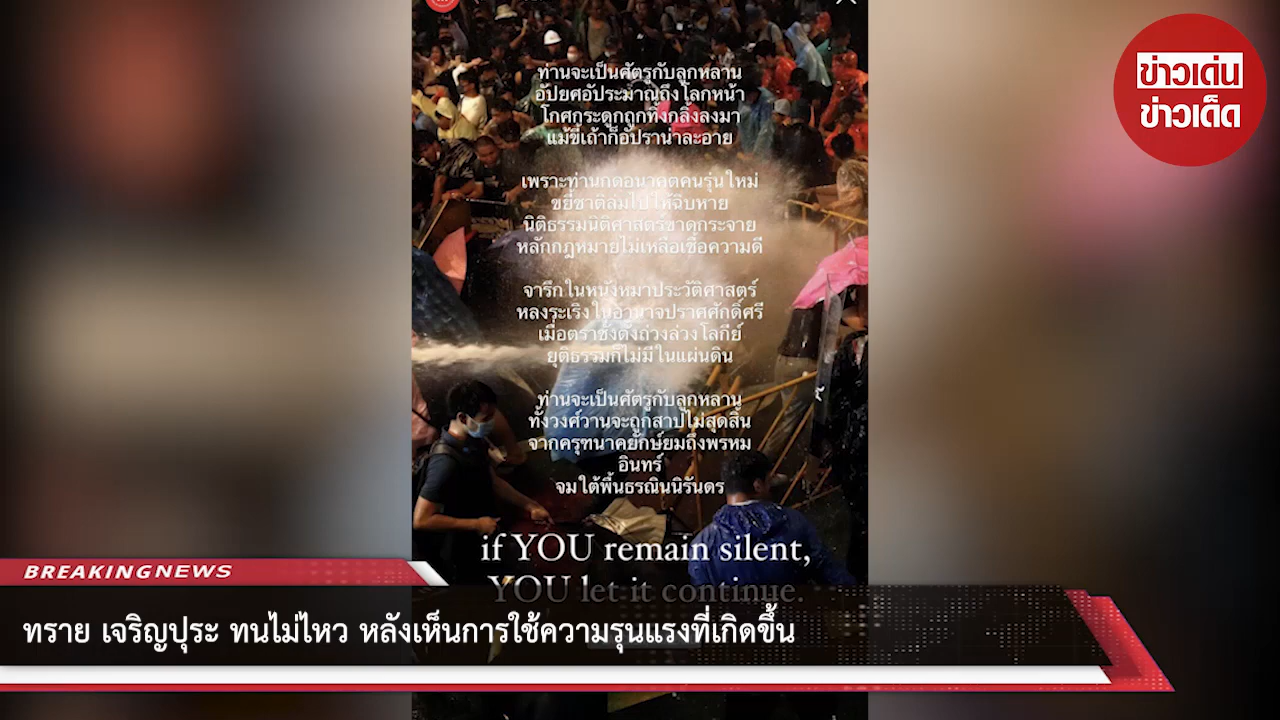 ข่าวเด่น
ข่าวเด็ด
ท่านจะเป็นศัตรูกับลูกหลาน
อัปยศอัประมาณถึงโลกหน้า
โกศกระดูกถูกทิ้งกลิ้งลงมา
แม้ขี้เถ้าก็อัปราน่าละอาย
เพราะท่านกดอนาคตคนรุ่นใหม่
ขยี้ชาติล่มไปให้ฉิบหาย
นิติธรรมนิติศาสตร์ขาดกระจาย
หลักกฎหมายไม่เหลือเชื้อความดี
จารึกในหนังหมาประวัติศาสตร์
หลงระเริงในอำนาจปราศศักดิ์ศรี
เมื่อตราชั่งดิ่งถ่วงล่วงโลกีย์
ยุติธรรมก็ไม่มีในแผ่นดิน
ท่านจะเป็นศัตรูกับลูกหลาน
ทั้งวงศ์วานจะถูกสาปไม่สุดสิ้น
จากครุฑนาคยักษ์ยมถึงพรหม
อินทร์
จมใต้พื้นธรณินนิรันดร
if YOU remain silent,
YOU let it continue.
BREAKING NEWS
ทราย เจริญปุระ ทนไม่ไหว หลังเห็นการใช้ความรุนแรงที่เกิดขึ้น